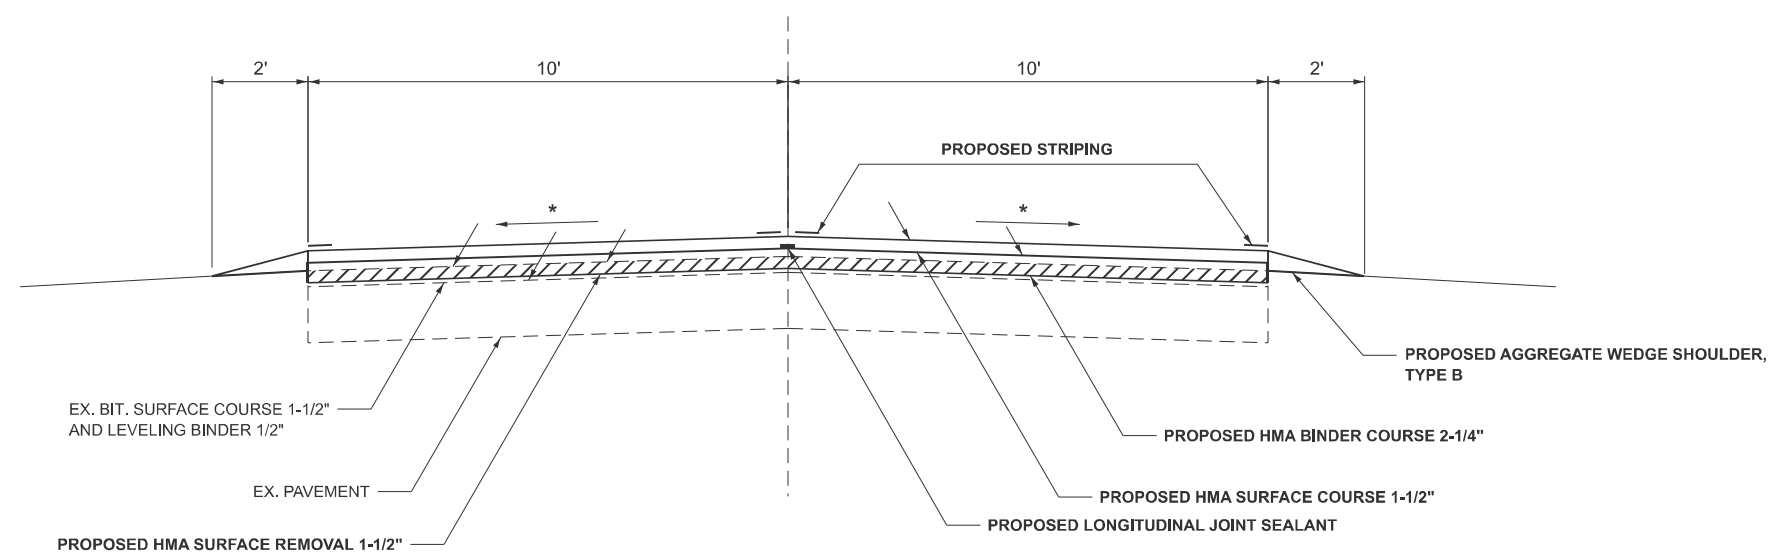 2'
10'
10'
2'
PROPOSED STRIPING
*
*
PROPOSED AGGREGATE WEDGE SHOULDER,
TYPE B
EX. BIT. SURFACE COURSE 1-1/2"
AND LEVELING BINDER 1/2"
PROPOSED HMA BINDER COURSE 2-1/4"
EX. PAVEMENT
PROPOSED HMA SURFACE COURSE 1-1/2"
PROPOSED LONGITUDINAL JOINT SEALANT
PROPOSED HMA SURFACE REMOVAL 1-1/2"